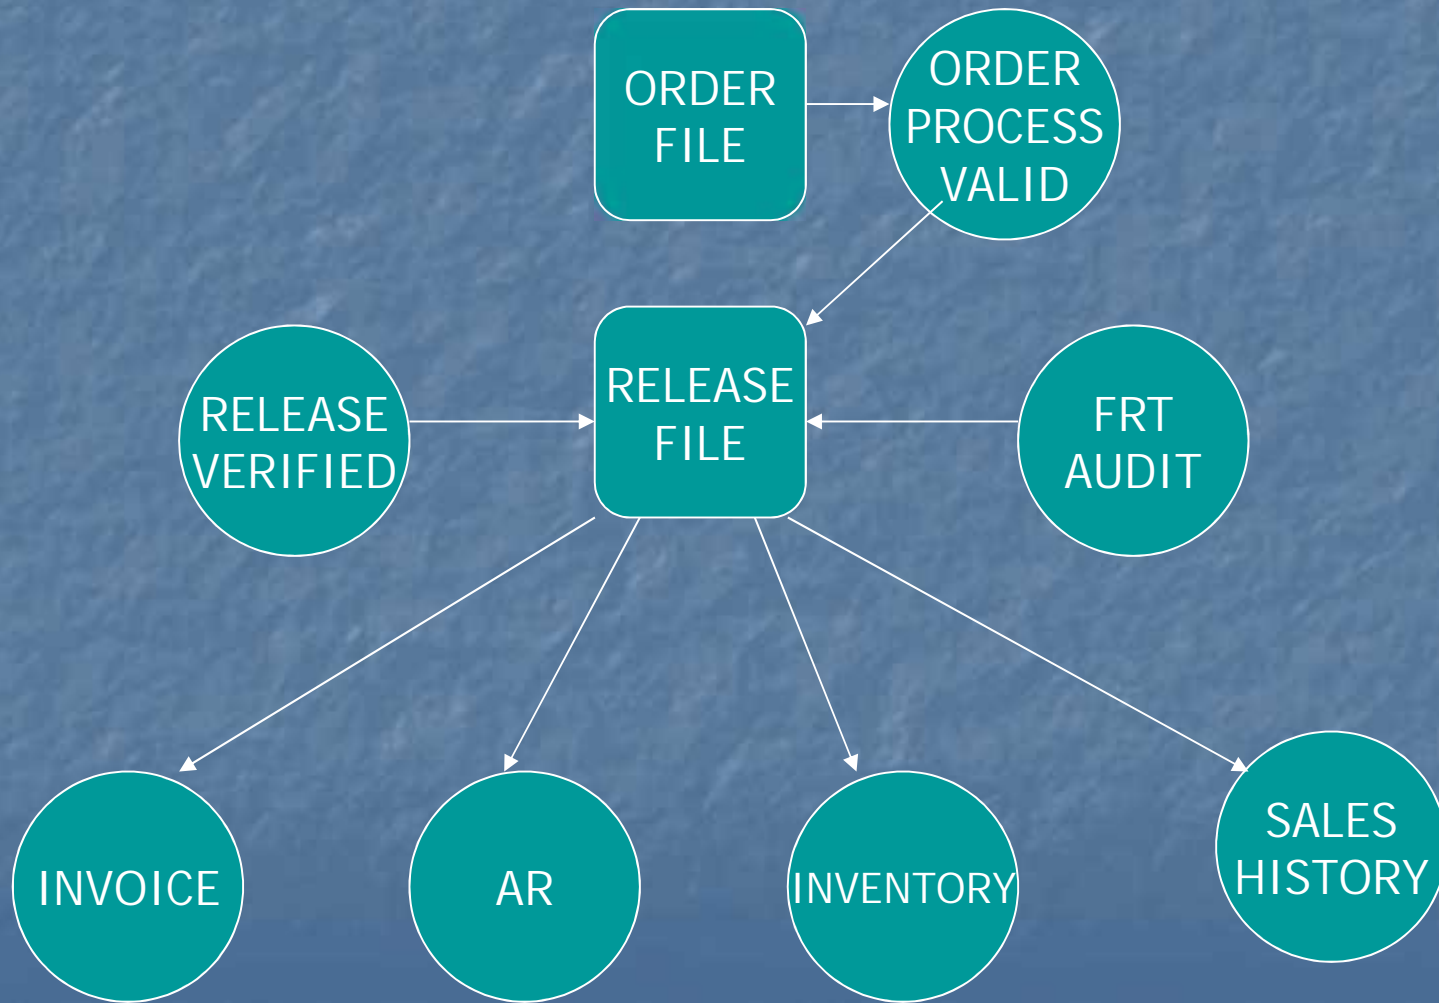 ORDER
FILE
ORDER
PROCESS
VALID
RELEASE
VERIFIED
RELEASE
FILE
FRT
AUDIT
INVOICE
AR
INVENTORY
SALES
HISTORY